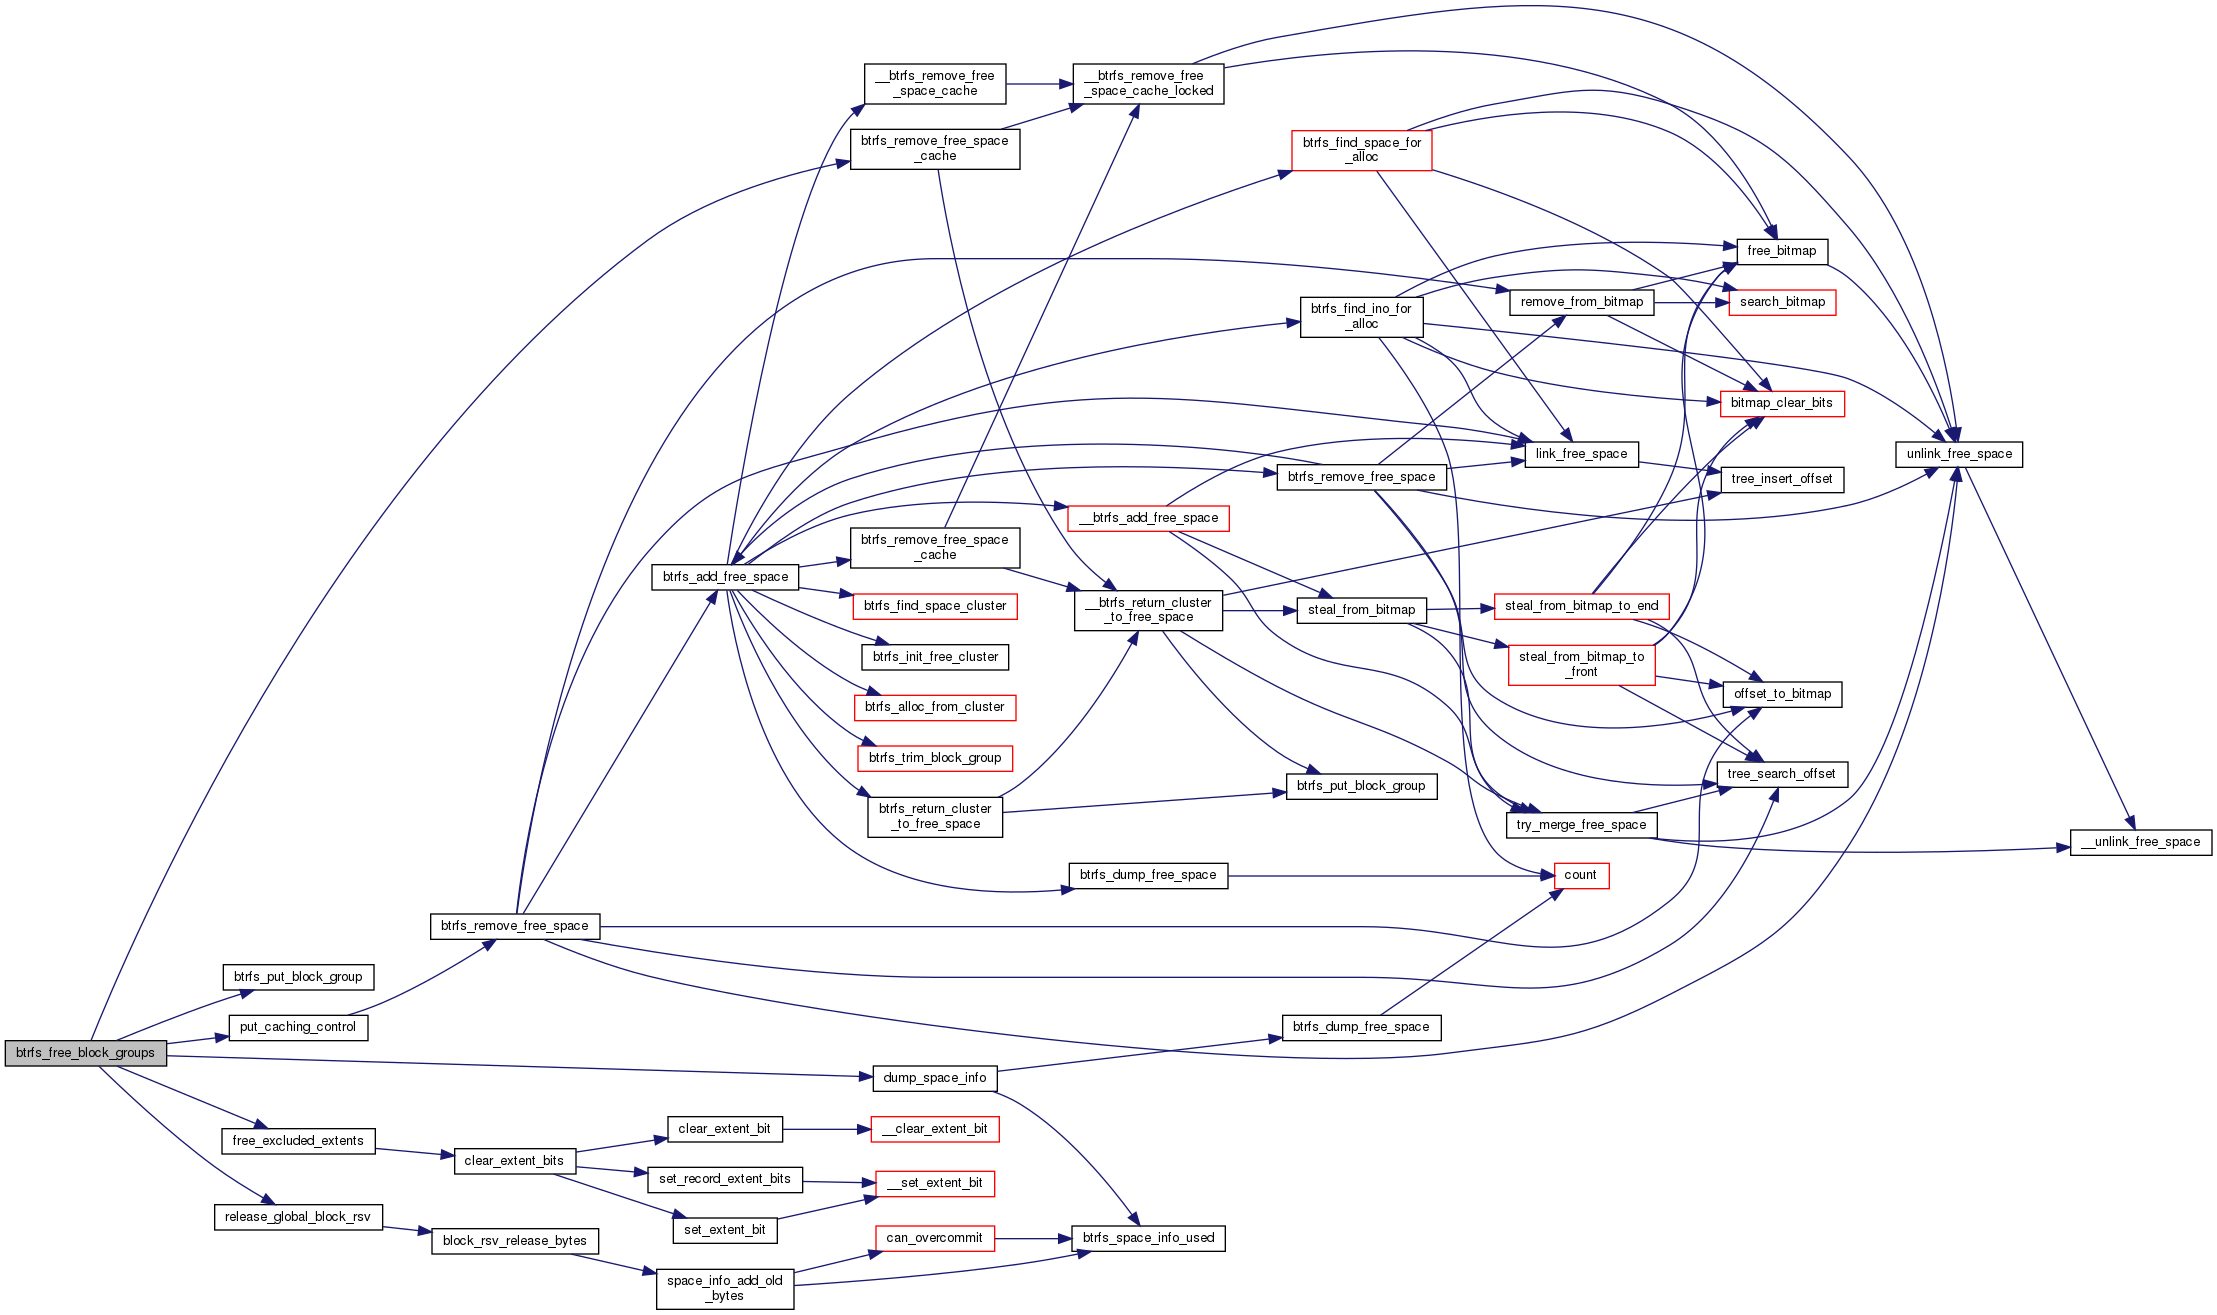 __btrfs_remove_free
_space_cache
__btrfs_remove_free
_space_cache_locked
btrfs_remove_free_space
_cache
btrfs_find_space_for
_alloc
free_bitmap
btrfs_find_ino_for
_alloc
remove_from_bitmap
search_bitmap
bitmap_clear_bits
link_free_space
unlink_free_space
btrfs_remove_free_space
tree_insert_offset
__btrfs_add_free_space
btrfs_remove_free_space
_cache
btrfs_add_free_space
btrfs_find_space_cluster
__btrfs_return_cluster
_to_free_space
steal_from_bitmap
steal_from_bitmap_to_end
btrfs_init_free_cluster
steal_from_bitmap_to
_front
offset_to_bitmap
btrfs_alloc_from_cluster
btrfs_trim_block_group
tree_search_offset
btrfs_put_block_group
btrfs_return_cluster
_to_free_space
try_merge_free_space
__unlink_free_space
btrfs_dump_free_space
count
btrfs_remove_free_space
btrfs_put_block_group
put_caching_control
btrfs_dump_free_space
btrfs_free_block_groups
dump_space_info
clear_extent_bit
__clear_extent_bit
free_excluded_extents
clear_extent_bits
set_record_extent_bits
__set_extent_bit
release_global_block_rsv
set_extent_bit
block_rsv_release_bytes
can_overcommit
btrfs_space_info_used
space_info_add_old
_bytes